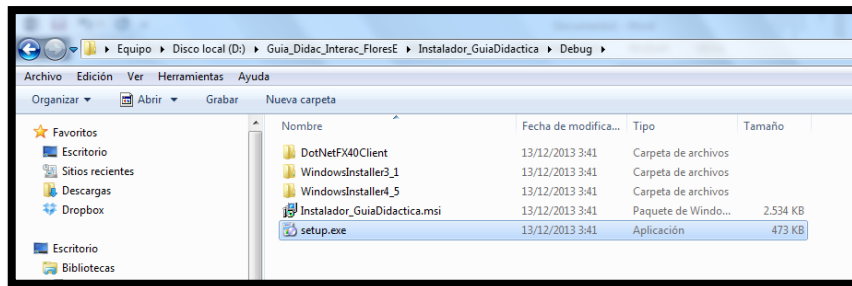 Equipo Disco local (D:) Guia_Didac_Interac_FloresE Instalador_GuiaDidactica Debug
Archivo Edición Ver Herramientas Ayuda
Organizar Abrir Grabar Nueva carpeta
Favoritos
Escritorio
Sitios recientes
Descargas
Dropbox
Escritorio
Bibliotecas
Nombre Fecha de modifica... Tipo Tamaño
DotNetFX40Client 13/12/2013 3:41 Carpeta de archivos
WindowsInstaller3_1 13/12/2013 3:41 Carpeta de archivos
WindowsInstaller4_5 13/12/2013 3:41 Carpeta de archivos
Instalador_GuiaDidactica.msi 13/12/2013 3:41 Paquete de Windo... 2.534 KB
setup.exe 13/12/2013 3:41 Aplicación 473 KB